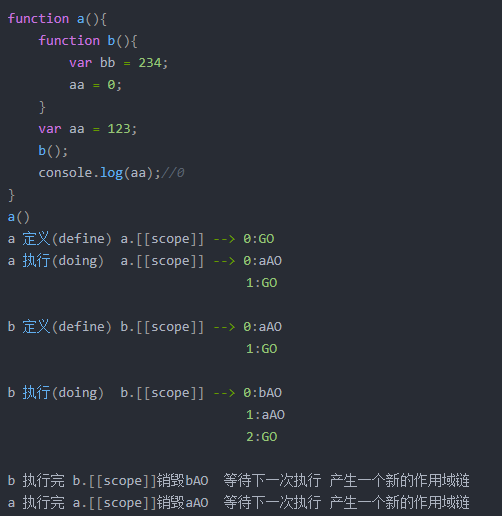 function a(){
    function b(){
        var bb = 234;
        aa = 0;
    }
    var aa = 123;
    b();
    console.log(aa);//0
}
a()
a 定义(define) a.[[scope]] --> 0:GO
a 执行(doing)  a.[[scope]] --> 0:aAO
                               1:GO
b 定义(define) b.[[scope]] --> 0:aAO
                               1:GO
b 执行(doing)  b.[[scope]] --> 0:bAO
                               1:aAO
                               2:GO
b 执行完 b.[[scope]]销毁bAO  等待下一次执行 产生一个新的作用域链
a 执行完 a.[[scope]]销毁aAO  等待下一次执行 产生一个新的作用域链